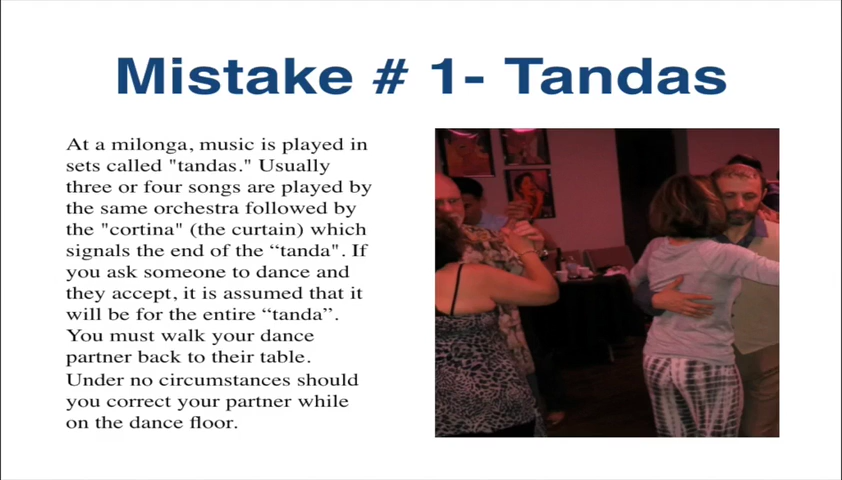 Mistake # 1- Tandas
At a milonga, music is played in
sets called "tandas." Usually
three or four songs are played by
the same orchestra followed by
the "cortina" (the curtain) which
signals the end of the “tanda". If
you ask someone to dance and
they accept, it is assumed that it
will be for the entire “tanda”.
You must walk your dance
partner back to their table.
Under no circumstances should
you correct your partner while
on the dance floor.